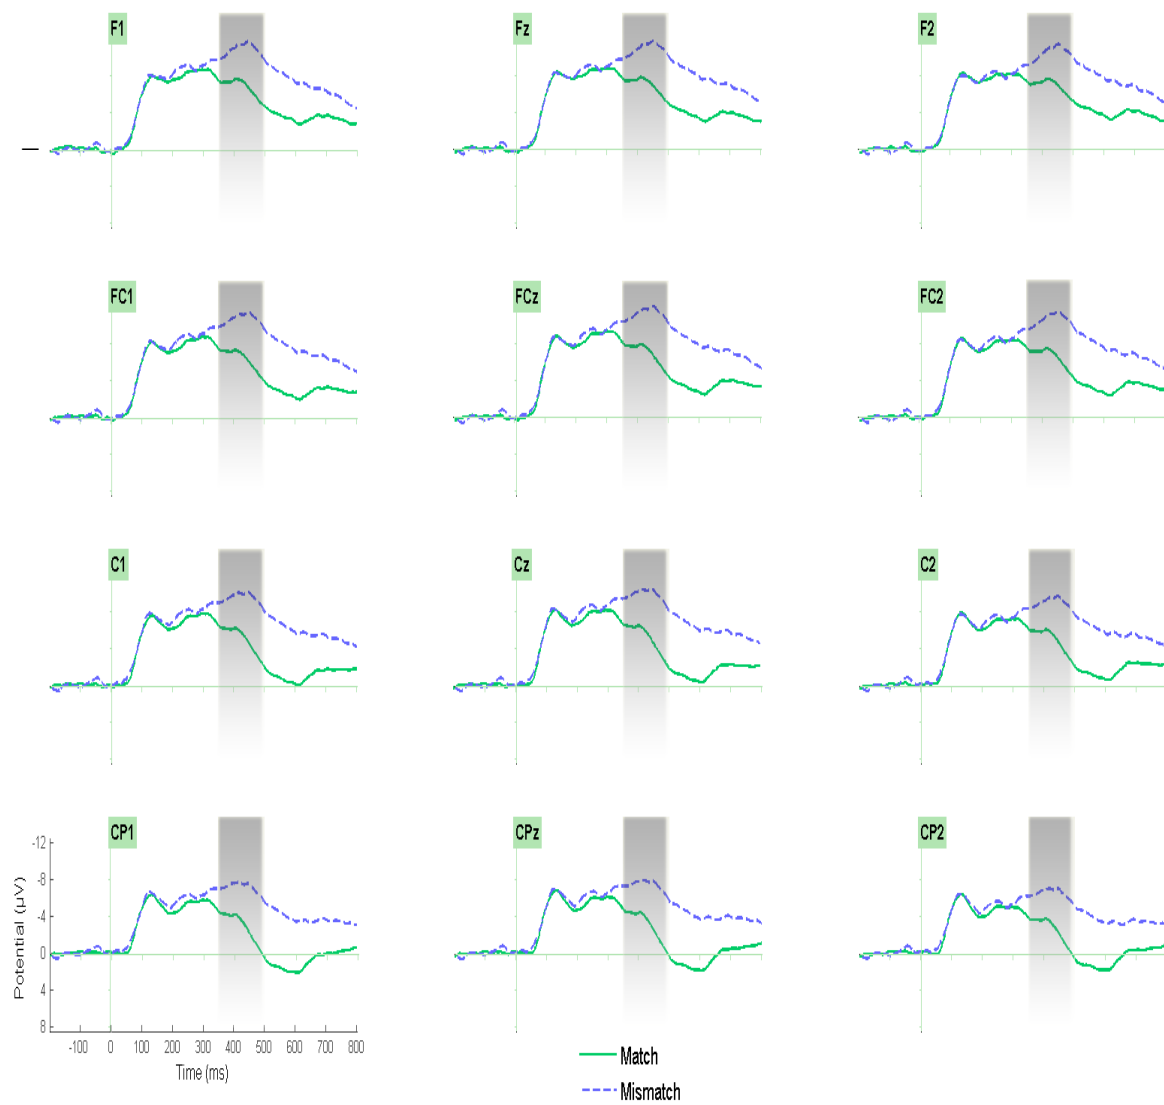 F1
Fz
F2
FC1
FCz
FC2
C1
Cz
C2
CP1
CPz
CP2
-12
-8
-4
0
4
8
Potential (µV)
-100 0 100 200 300 400 500 600 700 800
Time (ms)
Match
Mismatch